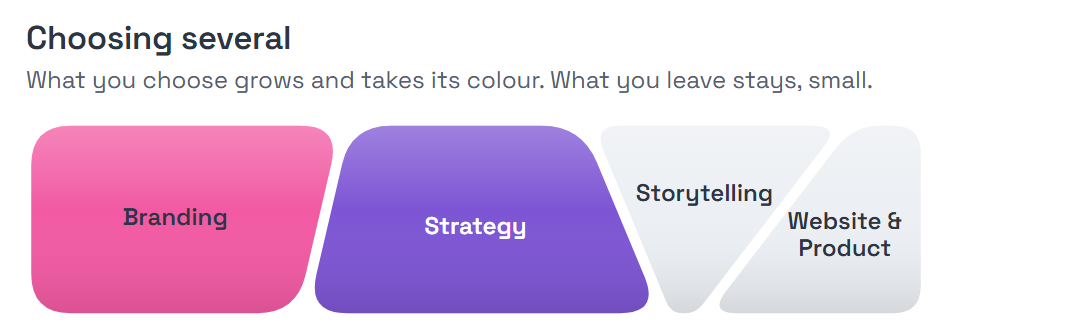 Choosing several
What you choose grows and takes its colour. What you leave stays, small.
Branding
Strategy
Storytelling
Website &
Product